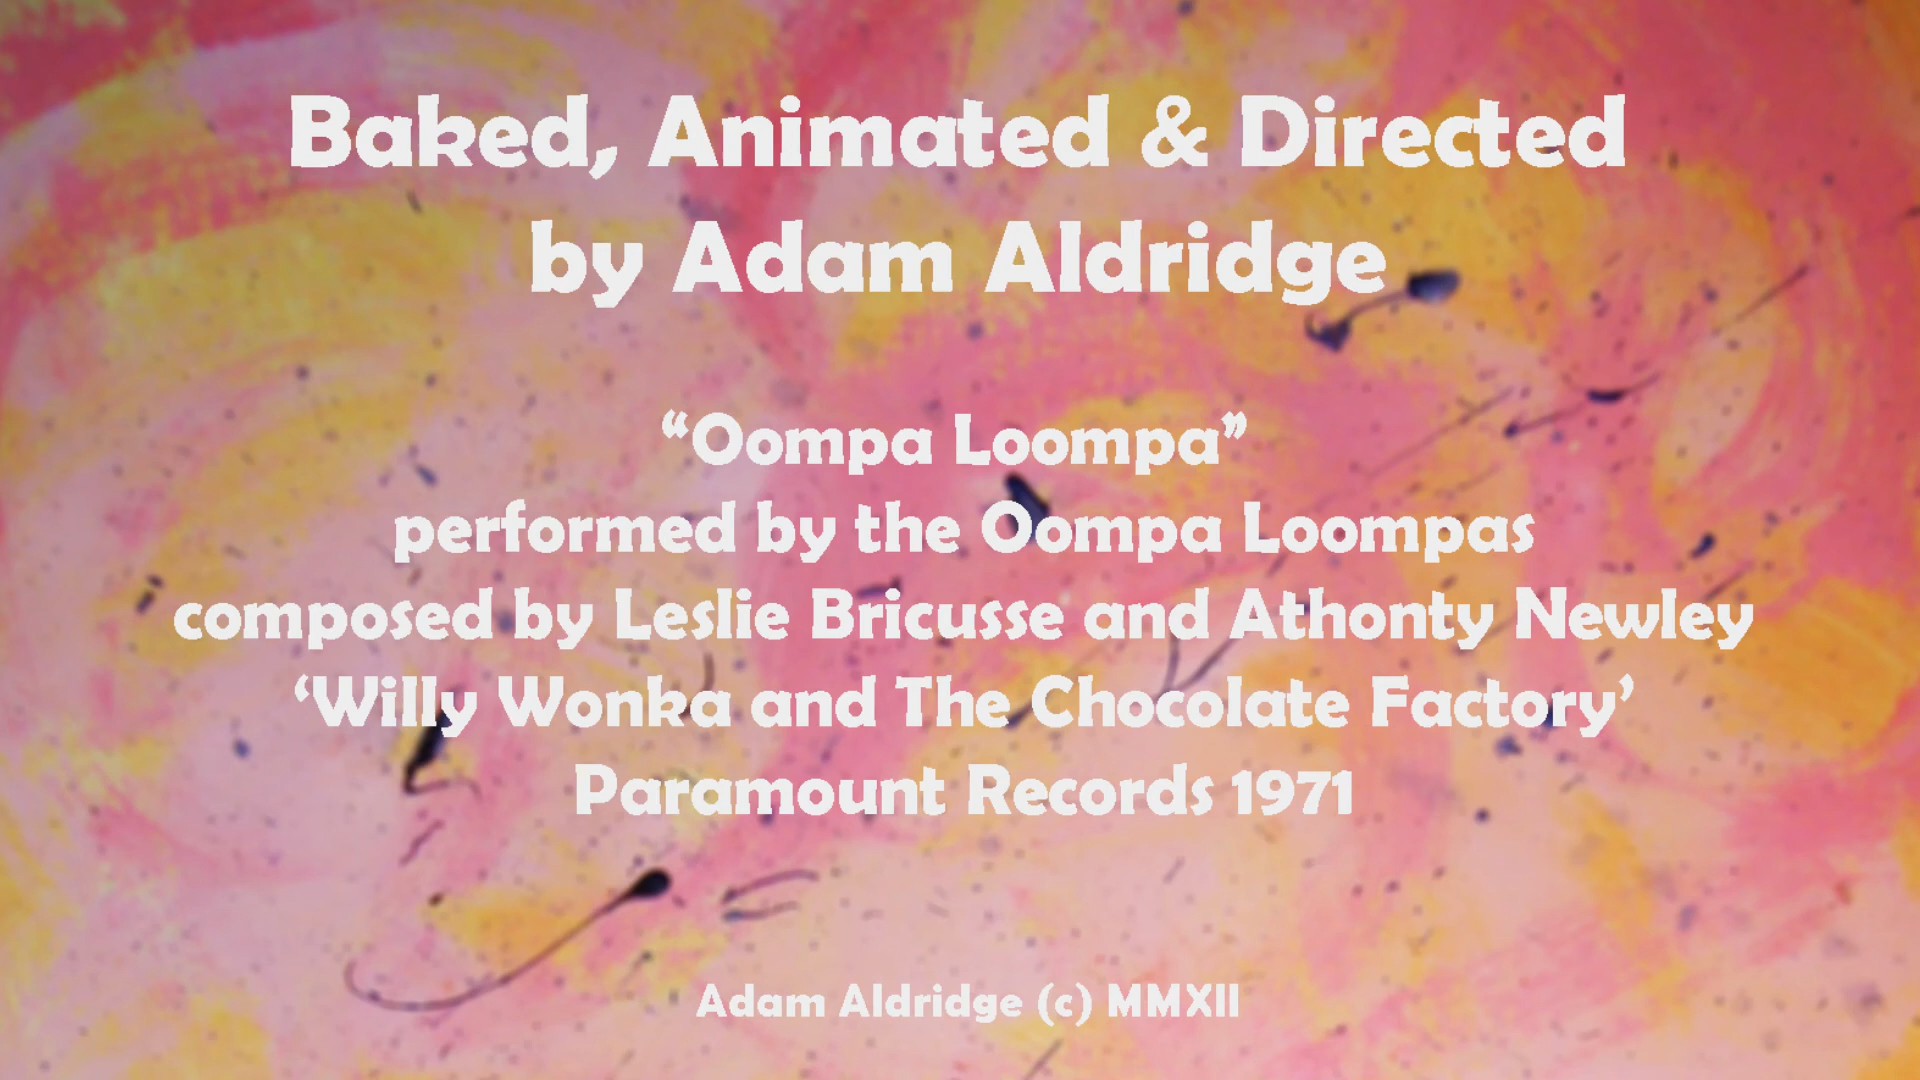 Baked, Animated & Directed
by Adam Aldridge
“Oompa Loompa”
performed by the Oompa Loompas
composed by Leslie Bricusse and Athonty Newley
‘Willy Wonka and The Chocolate Factory’
Paramount Records 1971
Adam Aldridge (c) MMXII